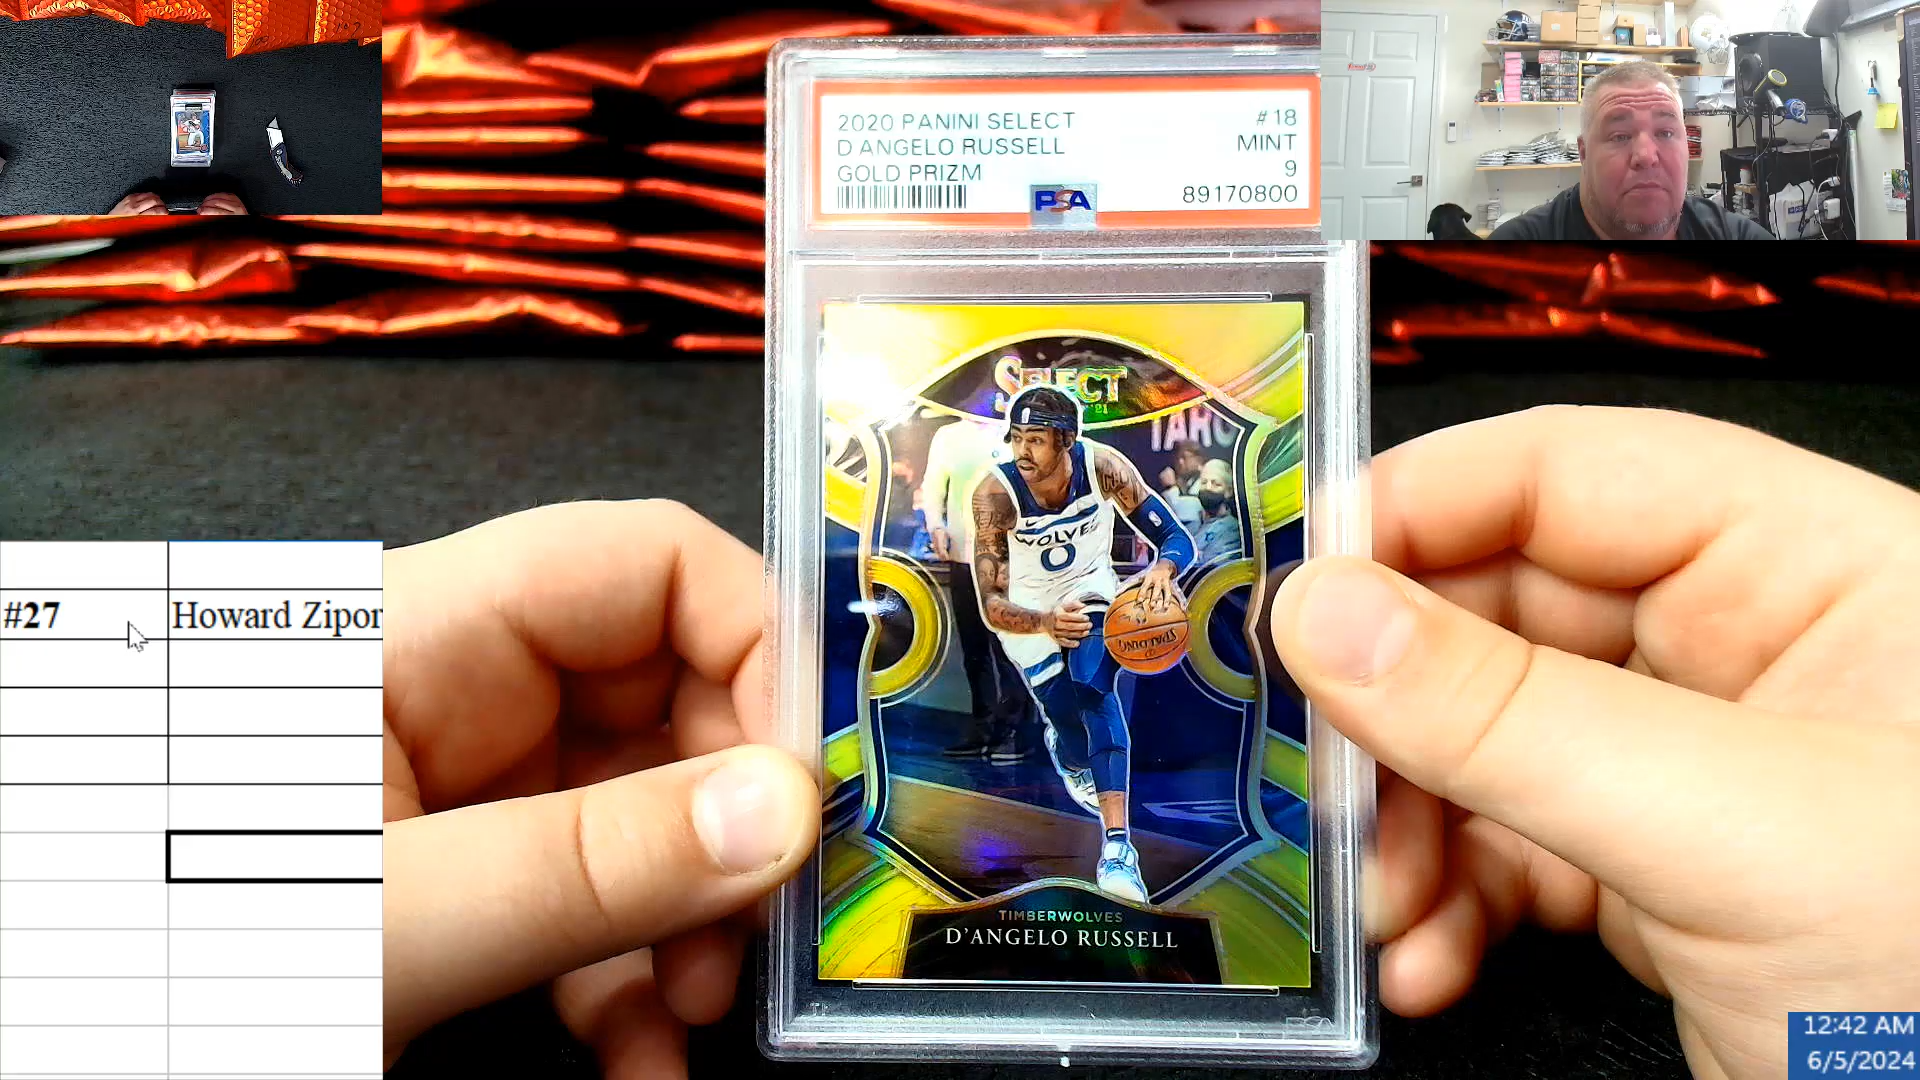 2020 PANINI SELECT
#18
D ANGELO RUSSELL
MINT
GOLD PRIZM
9
PSA
89170800
SELECT
TARG
WOLVES
0
SPALDING
TIMBERWOLVES
D'ANGELO RUSSELL
#27
Howard Zipor
12:42 AM
6/5/2024